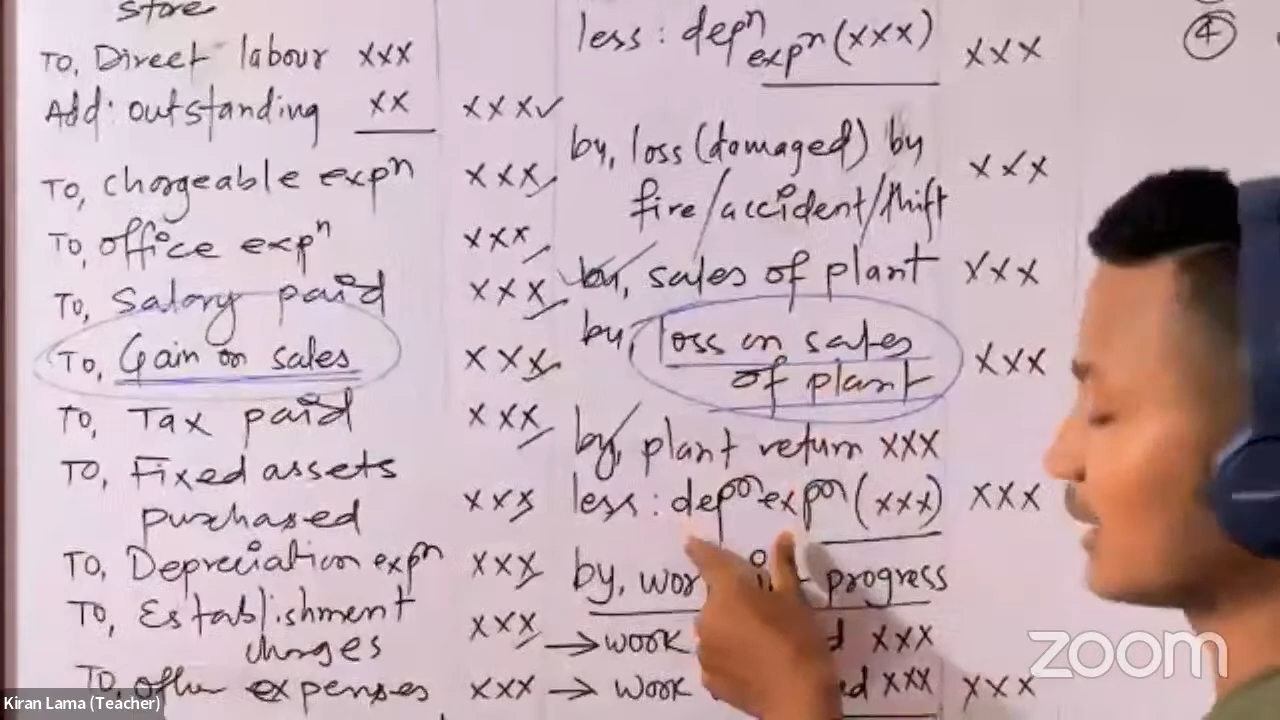 store
To, Direct labour xxx
Add: outstanding xx xxx✓
To, chargeable expn xxx
To, office expn xxx
To, Salary paid xxx
To, Gain on sales xxx
To, Tax paid xxx
To, Fixed assets
purchased xxx
To, Depreciation expn xxx
To, Establishment
charges xxx
To, other expenses xxx
less: depn expn (xxx) xxx
by, loss (damaged) by
fire/accident/thift xxx
by, sales of plant xxx
by, loss on sales
of plant xxx
by, plant return xxx
less: depn expn (xxx) xxx
by, progress
→ work xxx
→ work xxx xxx
4
zoom
Kiran Lama (Teacher)